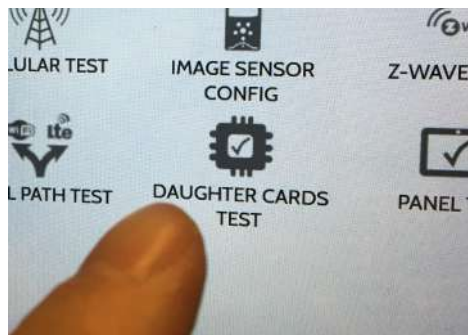 LULAR TEST
IMAGE SENSOR
CONFIG
Z-WAVE
Lte
L PATH TEST
DAUGHTER CARDS
TEST
PANEL T